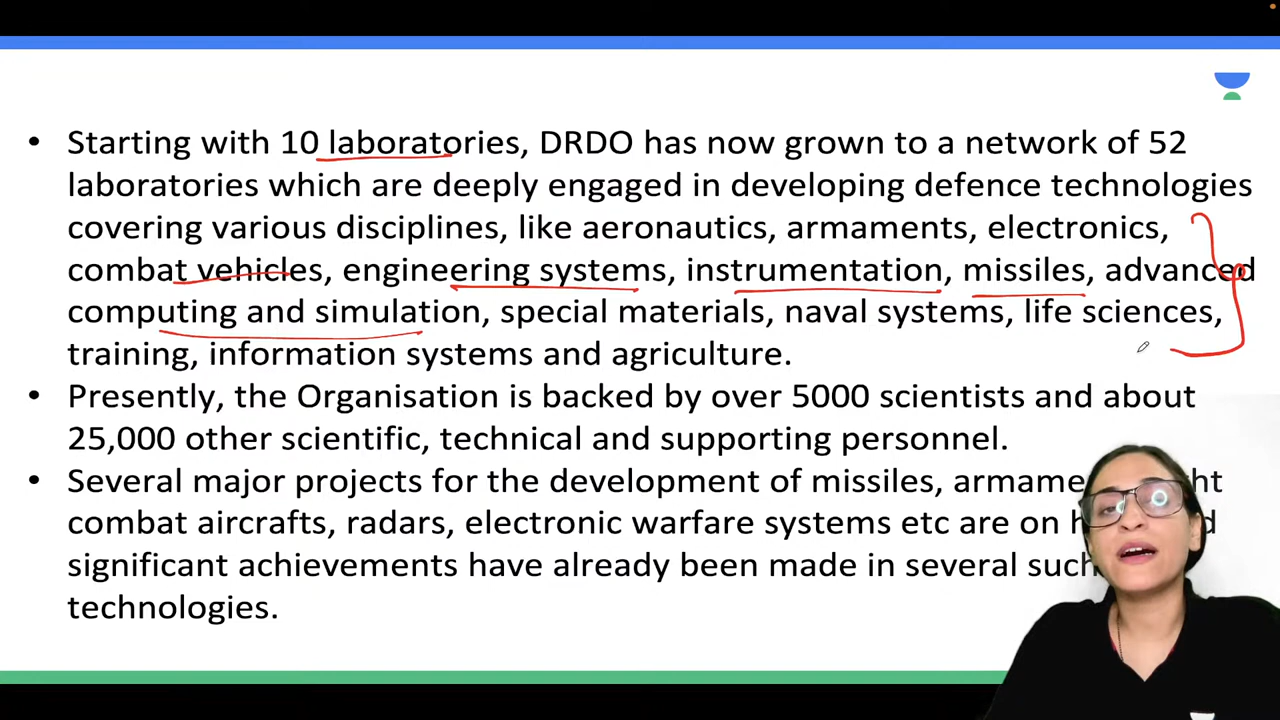 • Starting with 10 laboratories, DRDO has now grown to a network of 52
laboratories which are deeply engaged in developing defence technologies
covering various disciplines, like aeronautics, armaments, electronics,
combat vehicles, engineering systems, instrumentation, missiles, advanced
computing and simulation, special materials, naval systems, life sciences,
training, information systems and agriculture.
• Presently, the Organisation is backed by over 5000 scientists and about
25,000 other scientific, technical and supporting personnel.
• Several major projects for the development of missiles,
combat aircrafts, radars, electronic warfare systems etc are on
significant achievements have already been made in several such
technologies.